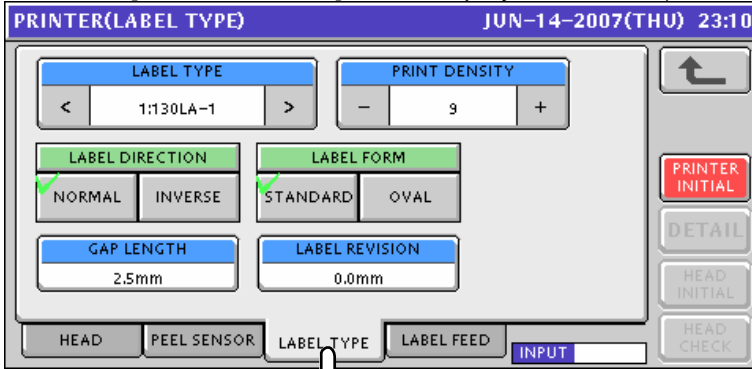 PRINTER(LABEL TYPE) JUN-14-2007(THU) 23:10
LABEL TYPE
< 1:130LA-1 >
PRINT DENSITY
- 9 +
LABEL DIRECTION
NORMAL INVERSE
LABEL FORM
STANDARD OVAL
GAP LENGTH
2.5mm
LABEL REVISION
0.0mm
PRINTER
INITIAL
DETAIL
HEAD
INITIAL
HEAD
CHECK
HEAD PEEL SENSOR LABEL TYPE LABEL FEED
INPUT